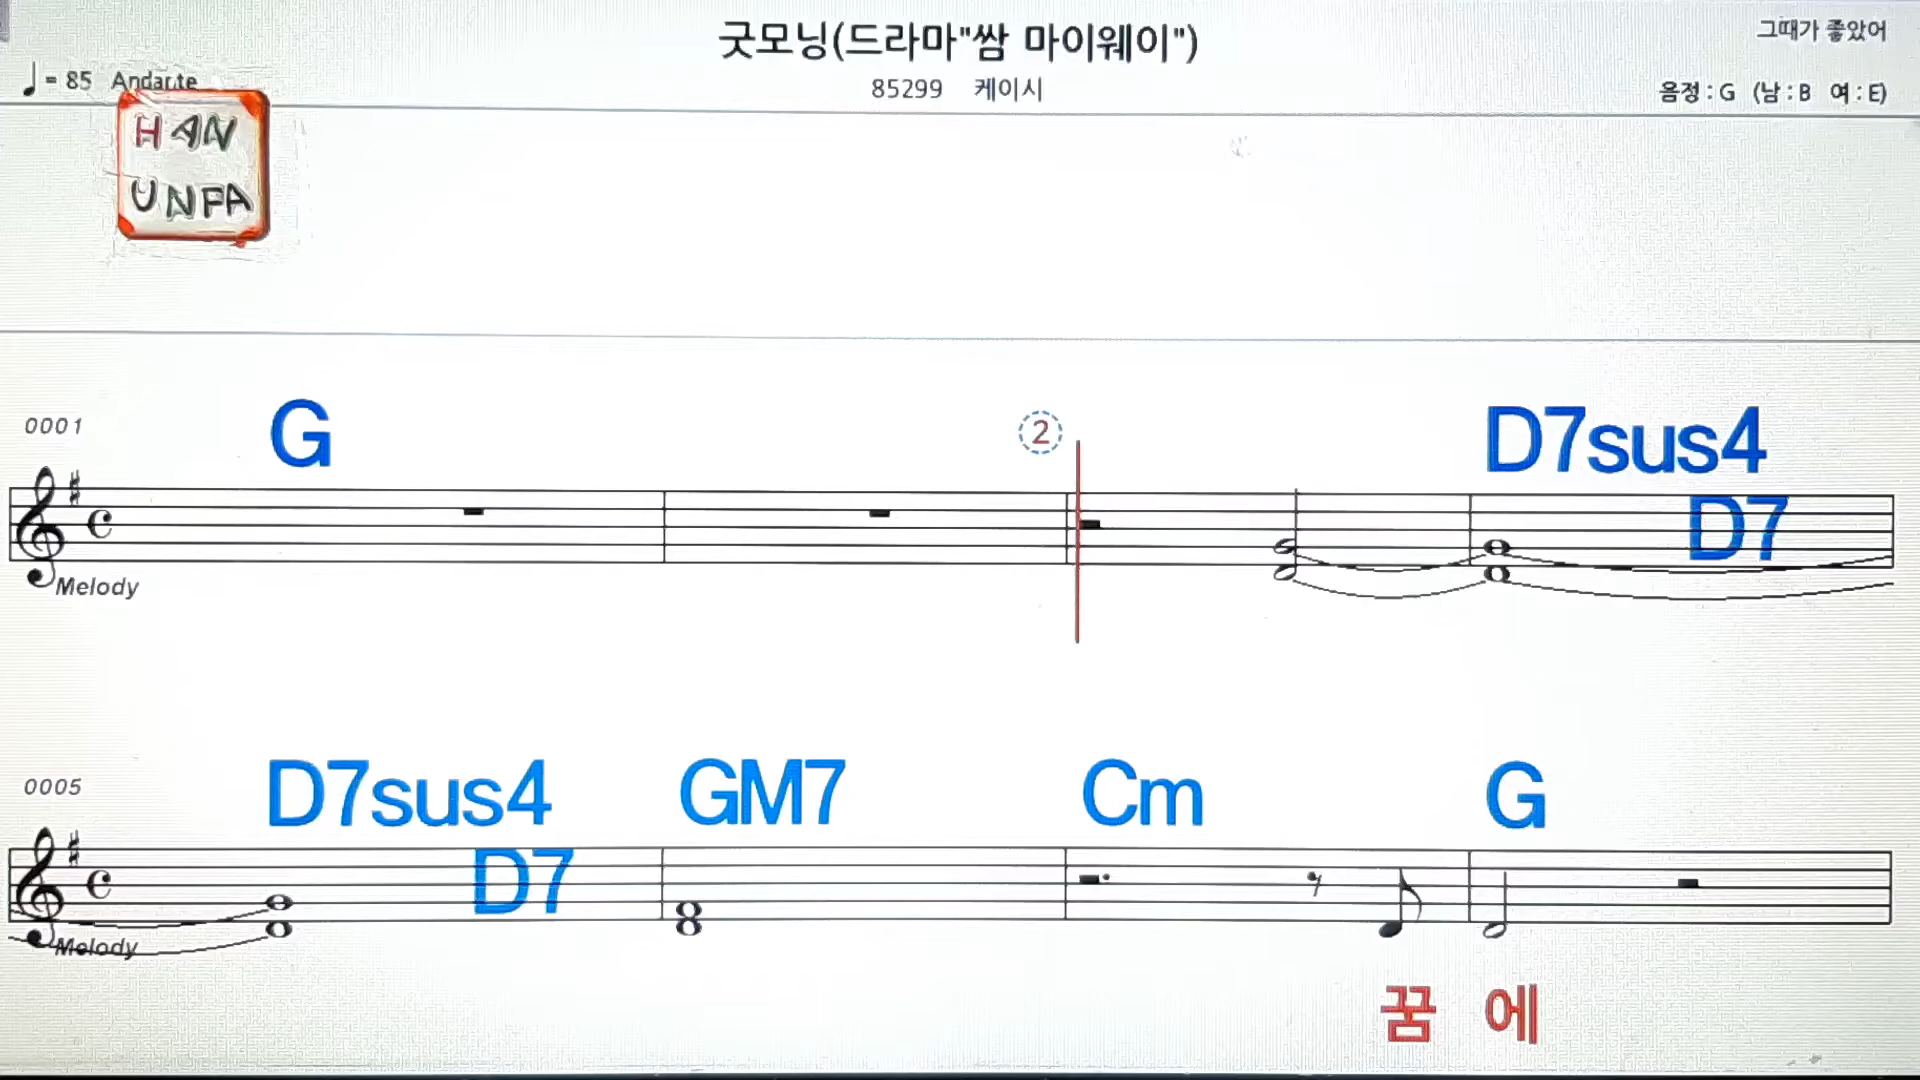 굿모닝(드라마"쌈 마이웨이")
그때가 좋았어
♩= 85 Andante
85299 케이시
음정 : G (남 : B 여 : E)
HAN
UNPA
0001 G ② D7sus4
D7
Melody
0005 D7sus4 GM7 Cm G
D7
Melody
꿈 에